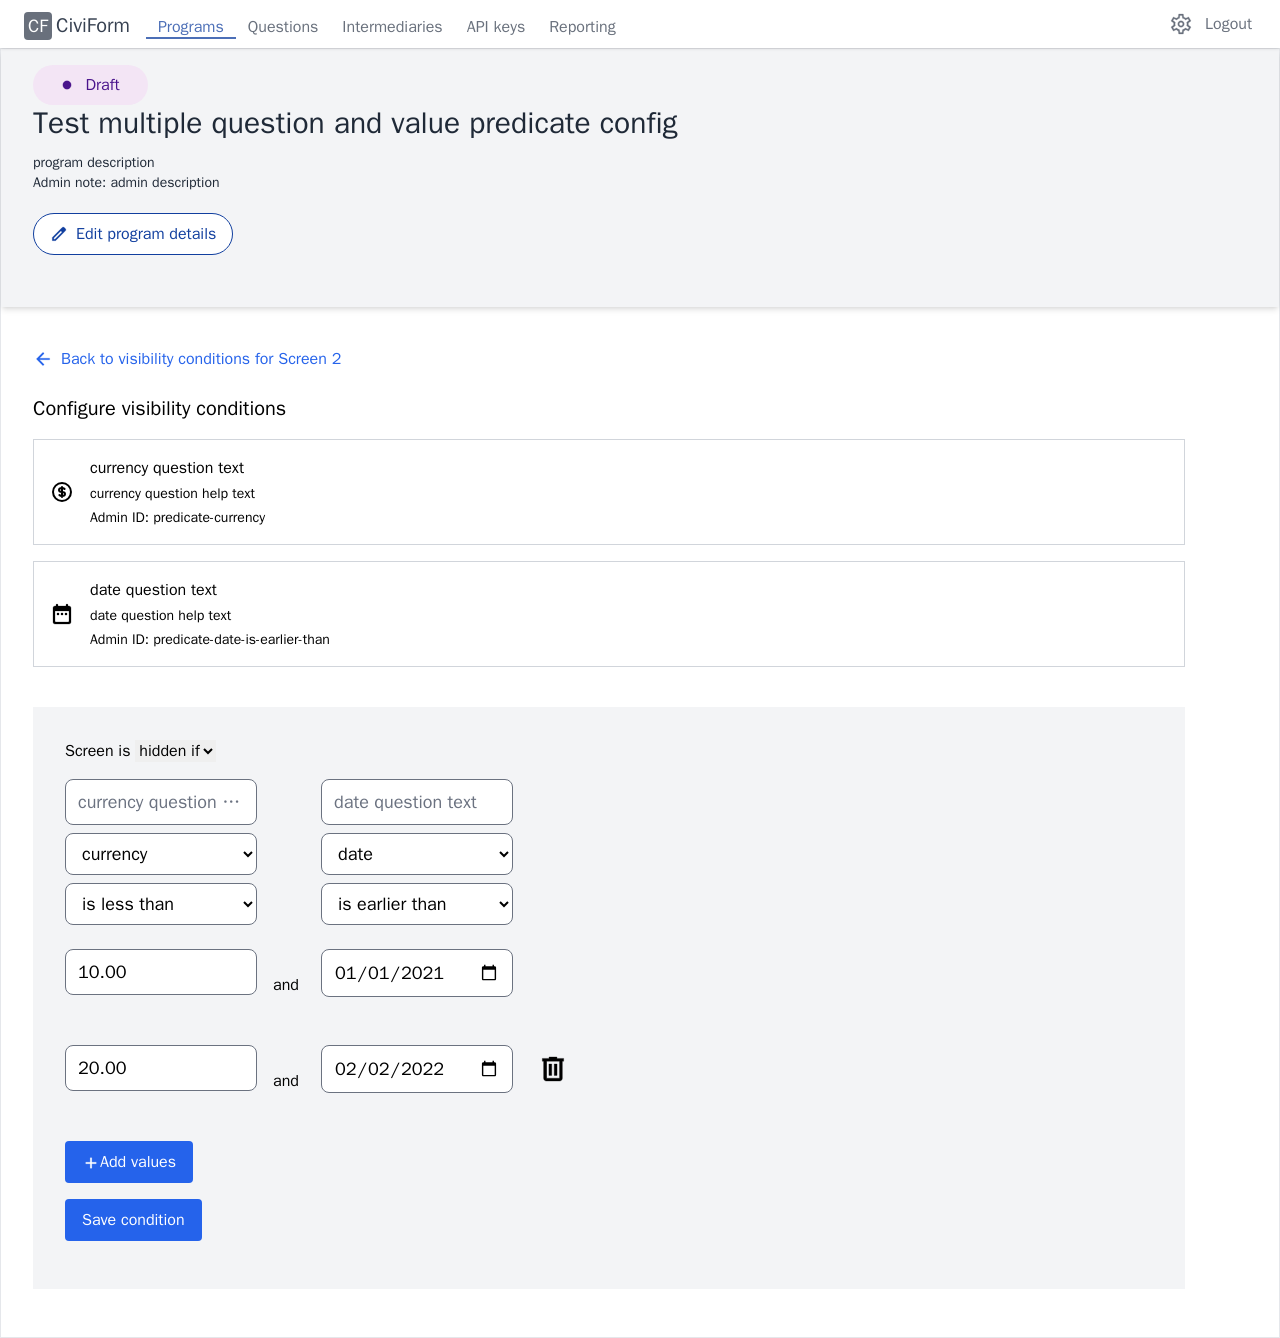 CF CiviForm Programs Questions Intermediaries API keys Reporting Logout
Draft
Test multiple question and value predicate config
program description
Admin note: admin description
Edit program details
Back to visibility conditions for Screen 2
Configure visibility conditions
currency question text
currency question help text
Admin ID: predicate-currency
date question text
date question help text
Admin ID: predicate-date-is-earlier-than
Screen is hidden if
currency question ··· date question text
currency date
is less than is earlier than
10.00 and 01/01/2021
20.00 and 02/02/2022
+Add values
Save condition